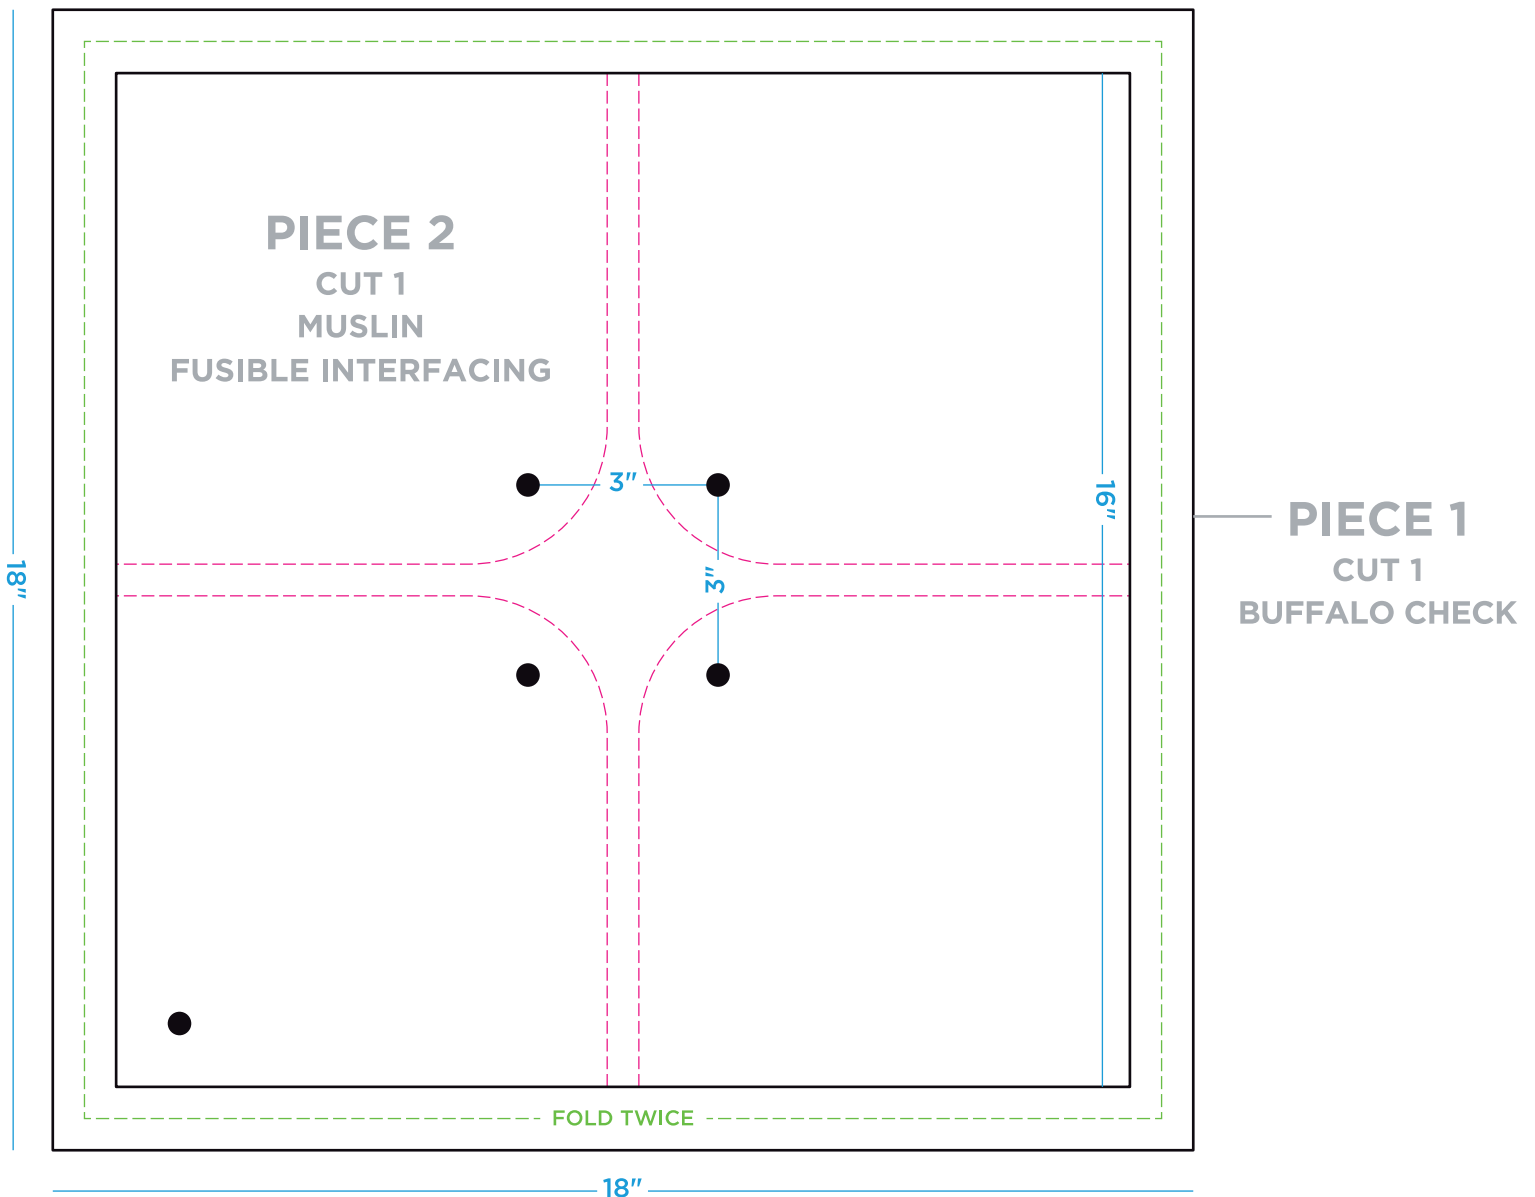 PIECE 2
CUT 1
MUSLIN
FUSIBLE INTERFACING
3"
16"
3"
18"
PIECE 1
CUT 1
BUFFALO CHECK
FOLD TWICE
18"